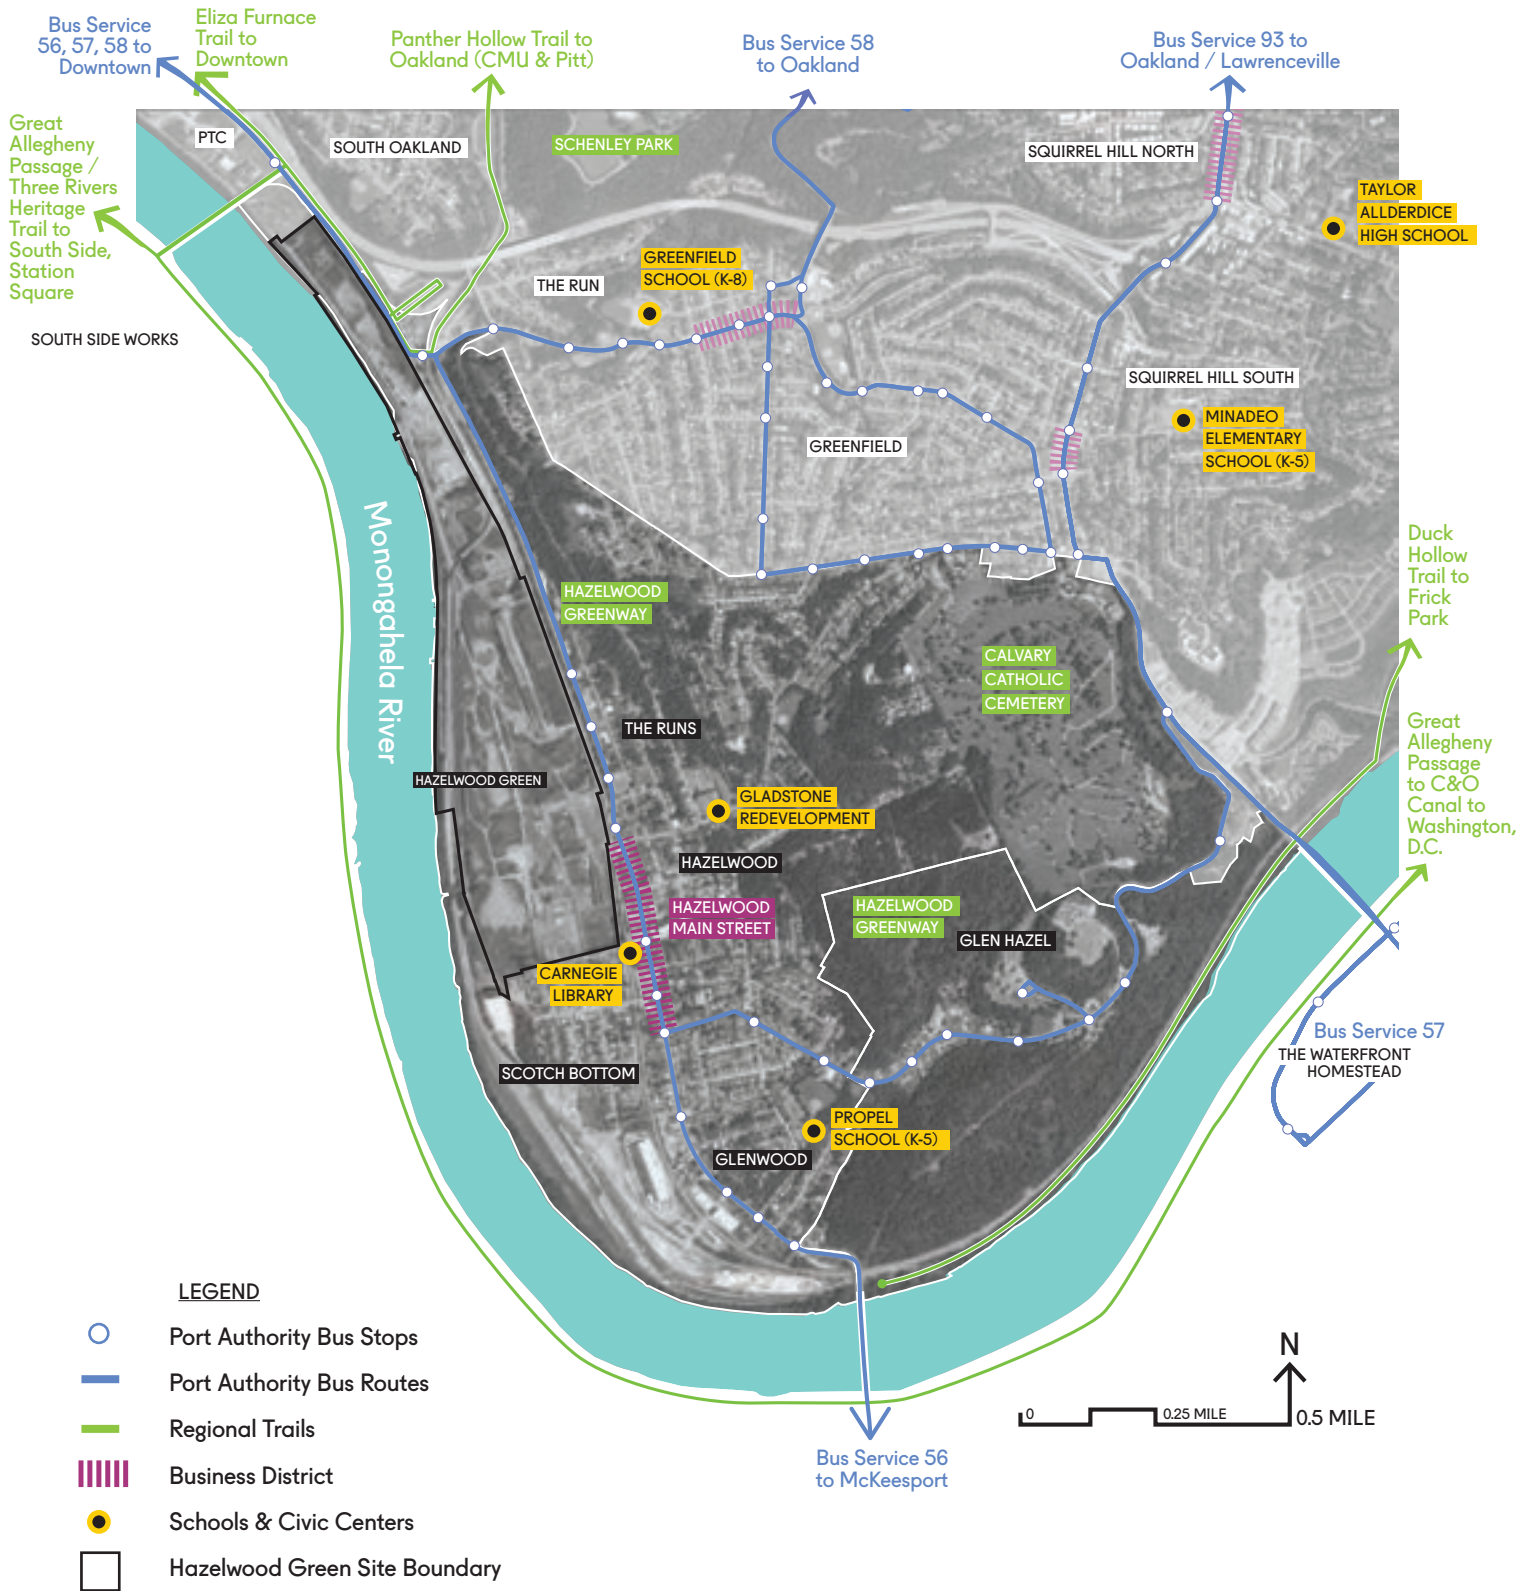 Bus Service
56, 57, 58 to
Downtown
Eliza Furnace
Trail to
Downtown
Panther Hollow Trail to
Oakland (CMU & Pitt)
Bus Service 58
to Oakland
Bus Service 93 to
Oakland / Lawrenceville
Great
Allegheny
Passage /
Three Rivers
Heritage
Trail to
South Side,
Station
Square
PTC
SOUTH OAKLAND
SCHENLEY PARK
SQUIRREL HILL NORTH
TAYLOR
ALLDERDICE
HIGH SCHOOL
GREENFIELD
SCHOOL (K-8)
THE RUN
SOUTH SIDE WORKS
SQUIRREL HILL SOUTH
MINADEO
ELEMENTARY
SCHOOL (K-5)
GREENFIELD
Monongahela River
Duck
Hollow
Trail to
Frick
Park
HAZELWOOD
GREENWAY
CALVARY
CATHOLIC
CEMETERY
THE RUNS
HAZELWOOD GREEN
Great
Allegheny
Passage
to C&O
Canal to
Washington,
D.C.
GLADSTONE
REDEVELOPMENT
HAZELWOOD
HAZELWOOD
MAIN STREET
HAZELWOOD
GREENWAY
GLEN HAZEL
CARNEGIE
LIBRARY
Bus Service 57
THE WATERFRONT
HOMESTEAD
SCOTCH BOTTOM
PROPEL
SCHOOL (K-5)
GLENWOOD
LEGEND
Port Authority Bus Stops
Port Authority Bus Routes
Regional Trails
Business District
Schools & Civic Centers
Hazelwood Green Site Boundary
N
0
0.25 MILE
0.5 MILE
Bus Service 56
to McKeesport